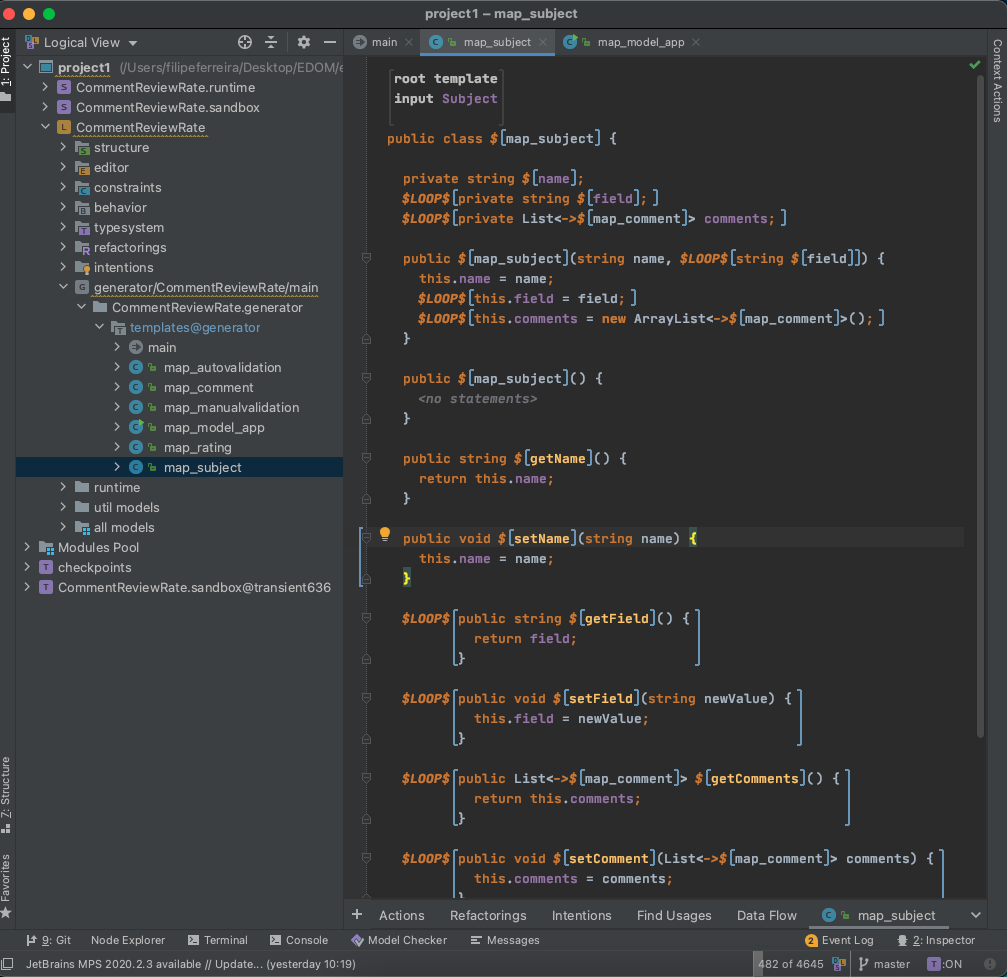 project1 – map_subject
Logical View
main
map_subject
map_model_app
1: Project
Context Actions
project1 (/Users/filipeferreira/Desktop/EDOM/e
CommentReviewRate.runtime
CommentReviewRate.sandbox
CommentReviewRate
structure
editor
constraints
behavior
typesystem
refactorings
intentions
generator/CommentReviewRate/main
CommentReviewRate.generator
templates@generator
main
map_autovalidation
map_comment
map_manualvalidation
map_model_app
map_rating
map_subject
runtime
util models
all models
Modules Pool
checkpoints
CommentReviewRate.sandbox@transient636
root template
input Subject
public class $[map_subject] {
private string $[name];
$LOOP$[private string $[field]; ]
$LOOP$[private List<->$[map_comment]> comments; ]
public $[map_subject](string name, $LOOP$[string $[field]]) {
this.name = name;
$LOOP$[this.field = field; ]
$LOOP$[this.comments = new ArrayList<->$[map_comment]>(); ]
}
public $[map_subject]() {
<no statements>
}
public string $[getName]() {
return this.name;
}
public void $[setName](string name) {
this.name = name;
}
$LOOP$[public string $[getField]() {
return field;
}
$LOOP$[public void $[setField](string newValue) {
this.field = newValue;
}
$LOOP$[public List<->$[map_comment]> $[getComments]() {
return this.comments;
}
$LOOP$[public void $[setComment](List<->$[map_comment]> comments) {
this.comments = comments;
}
Z: Structure
Favorites
+ Actions Refactorings Intentions Find Usages Data Flow map_subject
9: Git Node Explorer Terminal Console Model Checker Messages 2 Event Log 2: Inspector
JetBrains MPS 2020.2.3 available // Update... (yesterday 10:19) 482 of 4645 master T :ON